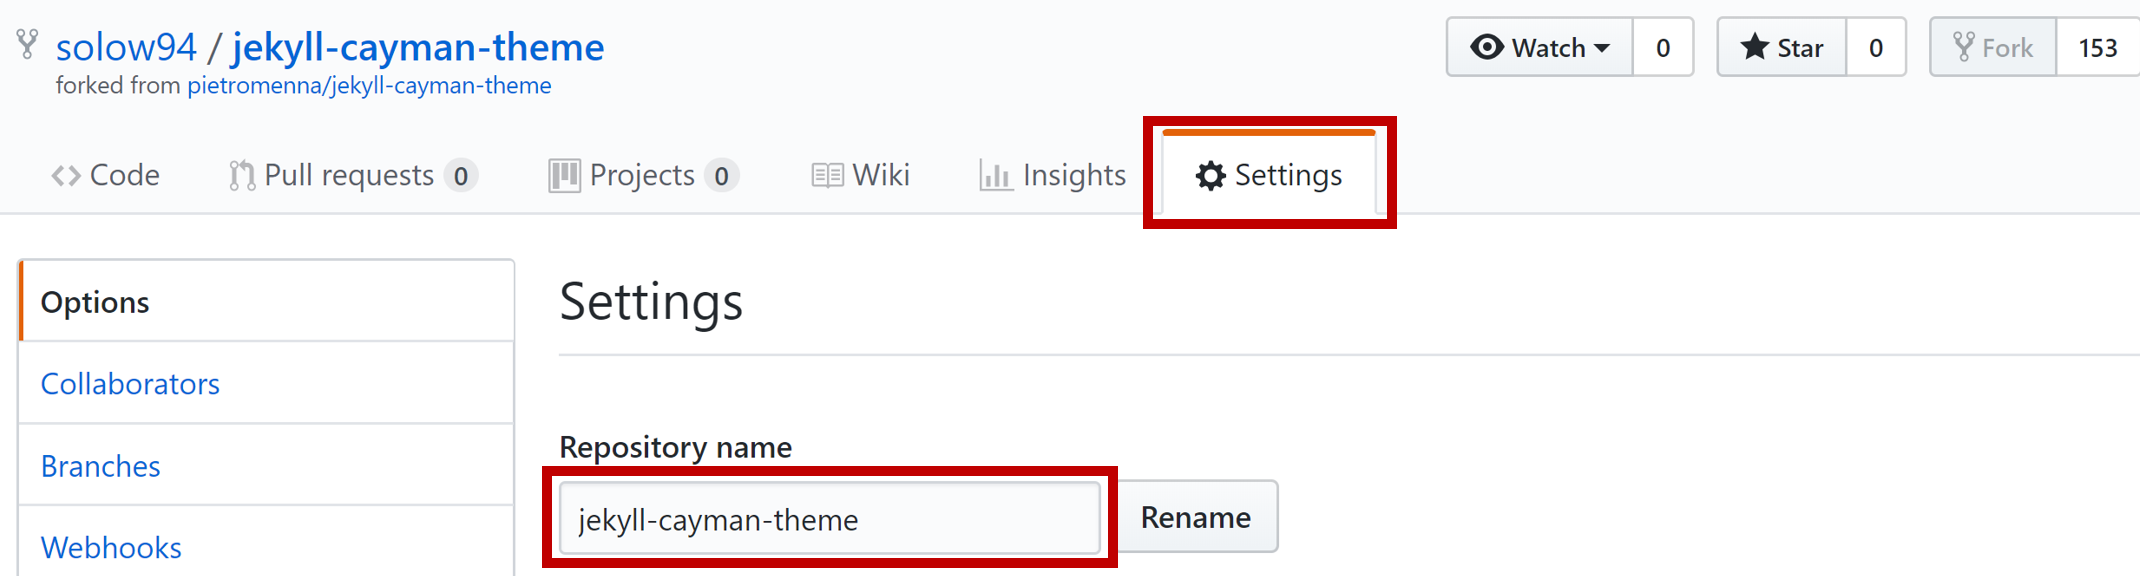 solow94 / jekyll-cayman-theme
Watch 0 Star 0 Fork 153
forked from pietromenna/jekyll-cayman-theme
Code Pull requests 0 Projects 0 Wiki Insights Settings
Options
Collaborators
Branches
Webhooks
Settings
Repository name
jekyll-cayman-theme Rename